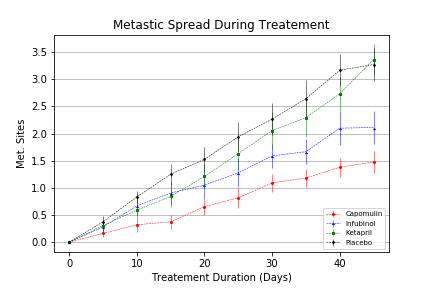 Metastic Spread During Treatement
Met. Sites
3.5
3.0
2.5
2.0
1.5
1.0
0.5
0.0
Capomulin
Infubinol
Ketapril
Placebo
0 10 20 30 40
Treatement Duration (Days)